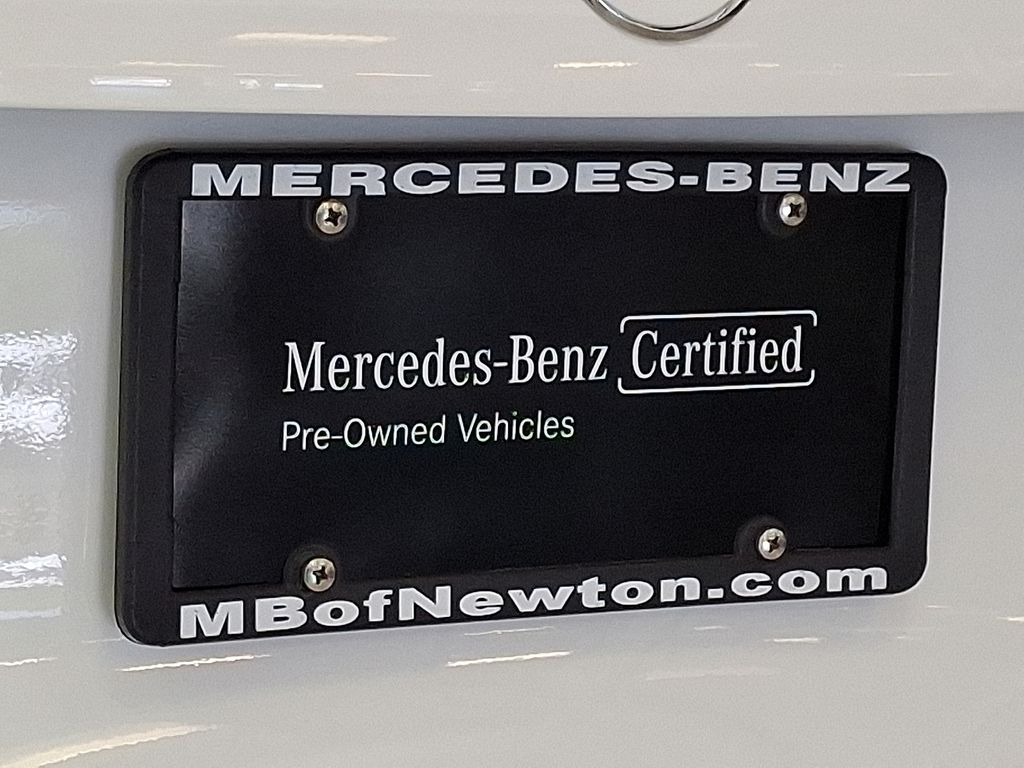 MERCEDES-BENZ
Mercedes-Benz Certified
Pre-Owned Vehicles
MBofNewton.com